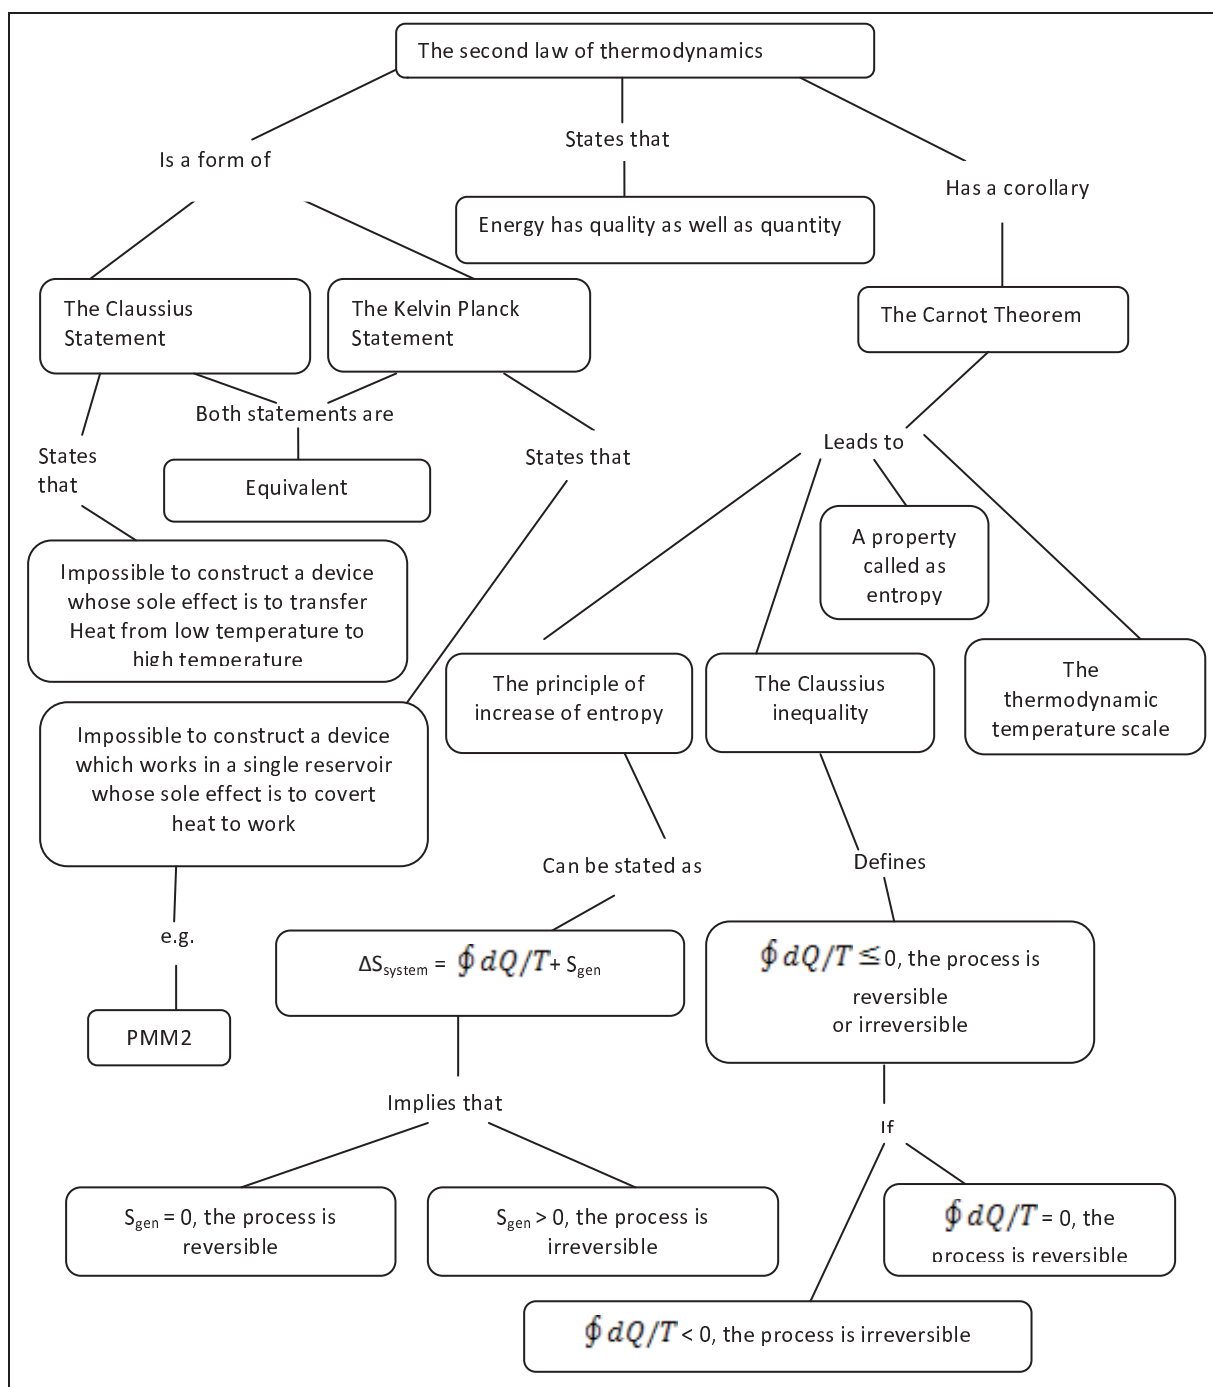 The second law of thermodynamics
Is a form of
States that
Has a corollary
Energy has quality as well as quantity
The Claussius
Statement
The Kelvin Planck
Statement
The Carnot Theorem
Both statements are
Equivalent
States
that
States that
Leads to
Impossible to construct a device
whose sole effect is to transfer
Heat from low temperature to
high temperature
A property
called as
entropy
The principle of
increase of entropy
The Claussius
inequality
The
thermodynamic
temperature scale
Impossible to construct a device
which works in a single reservoir
whose sole effect is to covert
heat to work
Can be stated as
Defines
e.g.
PMM2
ΔSsystem = ∮dQ/T+ Sgen
∮dQ/T ≦ 0, the process is
reversible
or irreversible
Implies that
If
Sgen = 0, the process is
reversible
Sgen > 0, the process is
irreversible
∮dQ/T = 0, the
process is reversible
∮dQ/T < 0, the process is irreversible